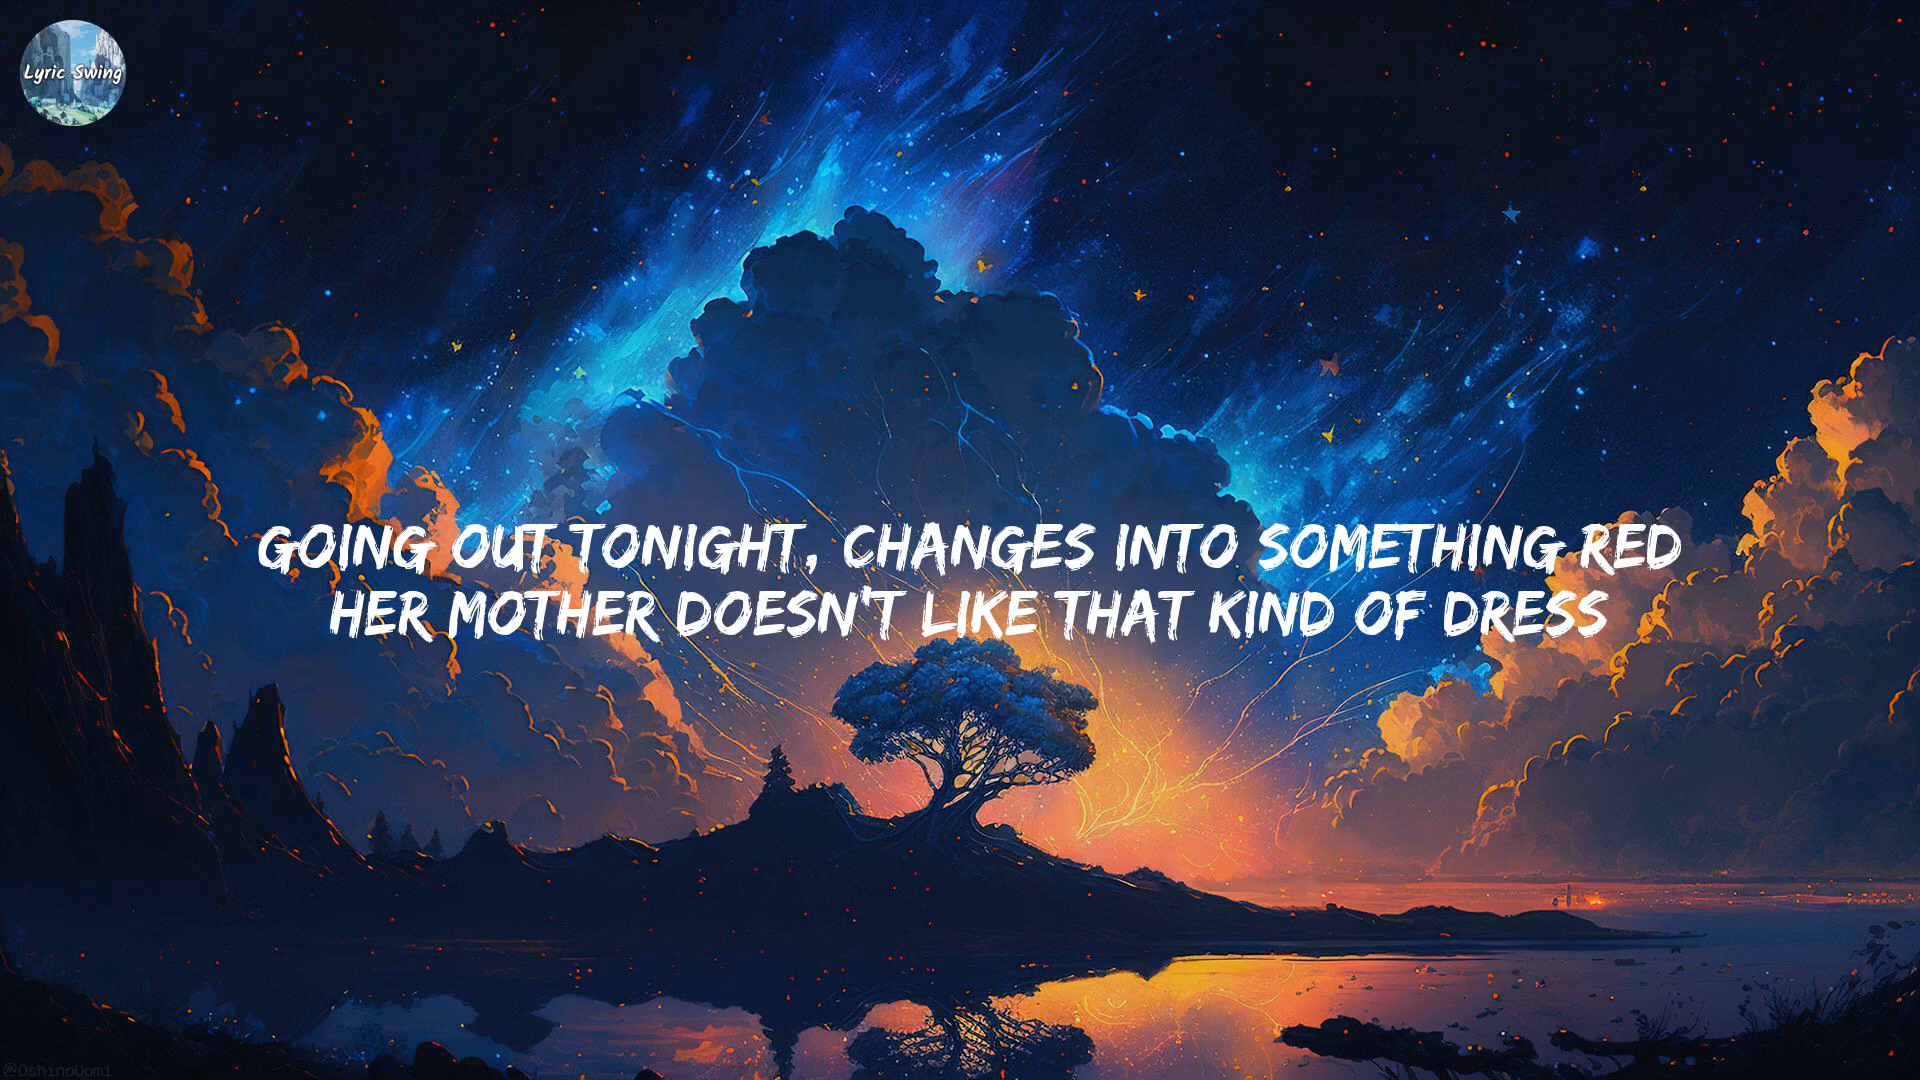 Lyric Swing
GOING OUT TONIGHT, CHANGES INTO SOMETHING RED
HER MOTHER DOESN'T LIKE THAT KIND OF DRESS
@OshinoUomi